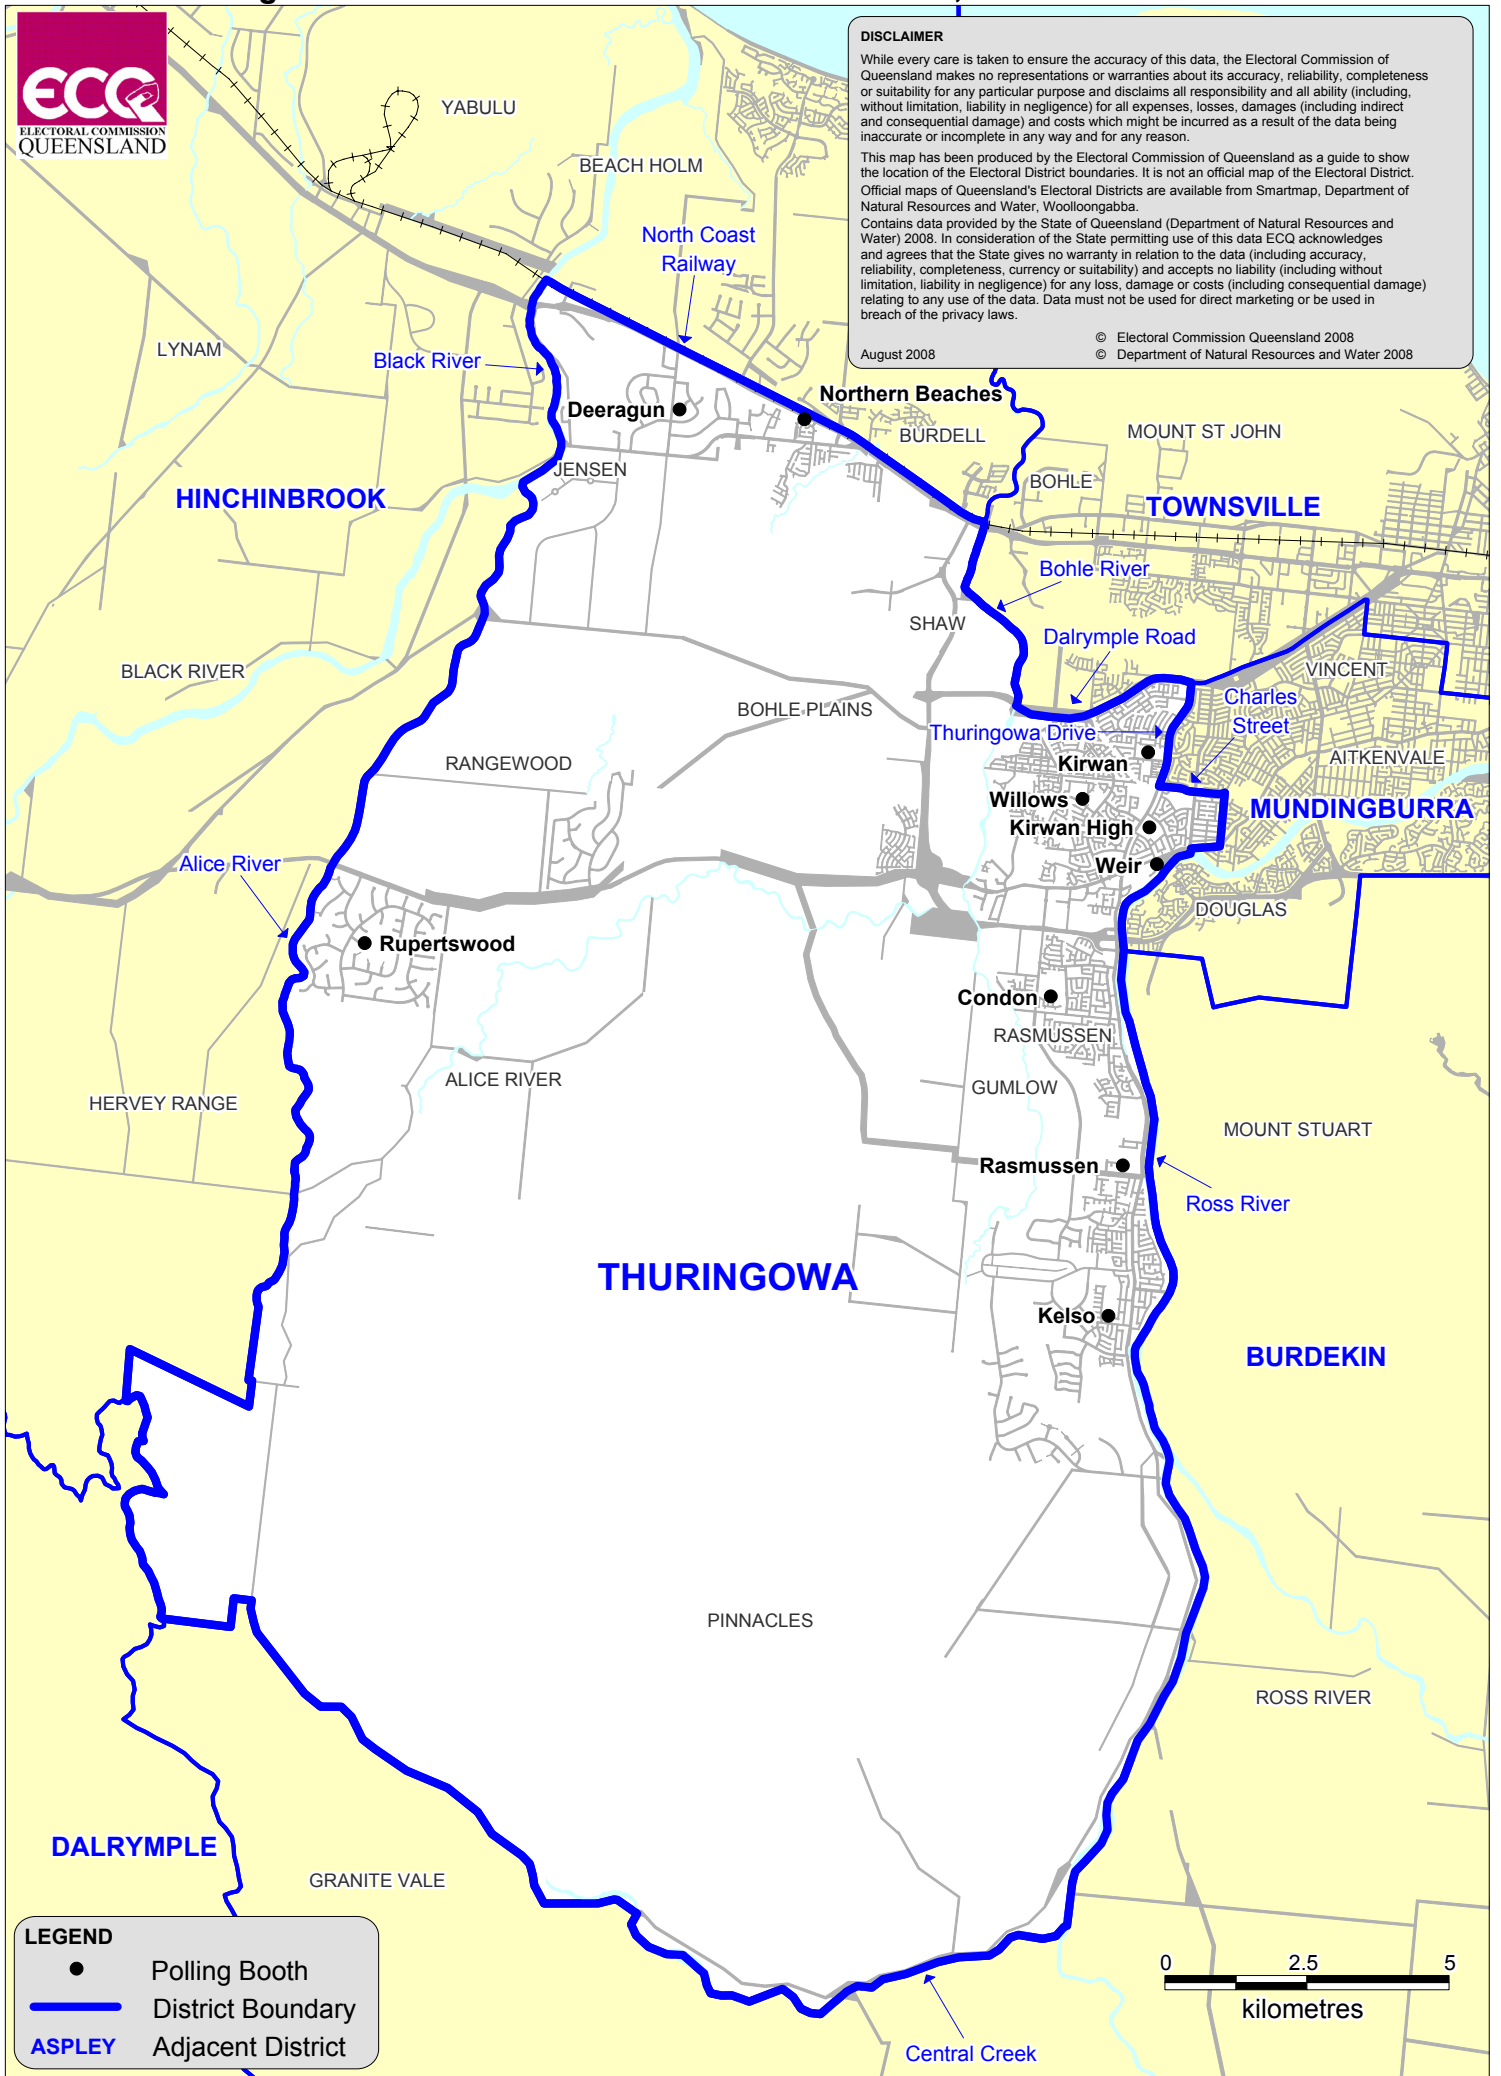 ECQ
ELECTORAL COMMISSION
QUEENSLAND
DISCLAIMER
While every care is taken to ensure the accuracy of this data, the Electoral Commission of
Queensland makes no representations or warranties about its accuracy, reliability, completeness
or suitability for any particular purpose and disclaims all responsibility and all ability (including,
without limitation, liability in negligence) for all expenses, losses, damages (including indirect
and consequential damage) and costs which might be incurred as a result of the data being
inaccurate or incomplete in any way and for any reason.
This map has been produced by the Electoral Commission of Queensland as a guide to show
the location of the Electoral District boundaries. It is not an official map of the Electoral District.
Official maps of Queensland's Electoral Districts are available from Smartmap, Department of
Natural Resources and Water, Woolloongabba.
Contains data provided by the State of Queensland (Department of Natural Resources and
Water) 2008. In consideration of the State permitting use of this data ECQ acknowledges
and agrees that the State gives no warranty in relation to the data (including accuracy,
reliability, completeness, currency or suitability) and accepts no liability (including without
limitation, liability in negligence) for any loss, damage or costs (including consequential damage)
relating to any use of the data. Data must not be used for direct marketing or be used in
breach of the privacy laws.
© Electoral Commission Queensland 2008
August 2008
© Department of Natural Resources and Water 2008
YABULU
BEACH HOLM
North Coast
Railway
LYNAM
Black River
Deeragun
Northern Beaches
BURDELL
MOUNT ST JOHN
JENSEN
BOHLE
HINCHINBROOK
TOWNSVILLE
Bohle River
SHAW
Dalrymple Road
BLACK RIVER
VINCENT
Charles
Street
BOHLE PLAINS
Thuringowa Drive
RANGEWOOD
Kirwan
AITKENVALE
Willows
MUNDINGBURRA
Kirwan High
Alice River
Weir
DOUGLAS
Rupertswood
Condon
RASMUSSEN
ALICE RIVER
GUMLOW
HERVEY RANGE
MOUNT STUART
Rasmussen
Ross River
THURINGOWA
Kelso
BURDEKIN
PINNACLES
ROSS RIVER
DALRYMPLE
GRANITE VALE
LEGEND
Polling Booth
District Boundary
ASPLEY Adjacent District
0 2.5 5
kilometres
Central Creek